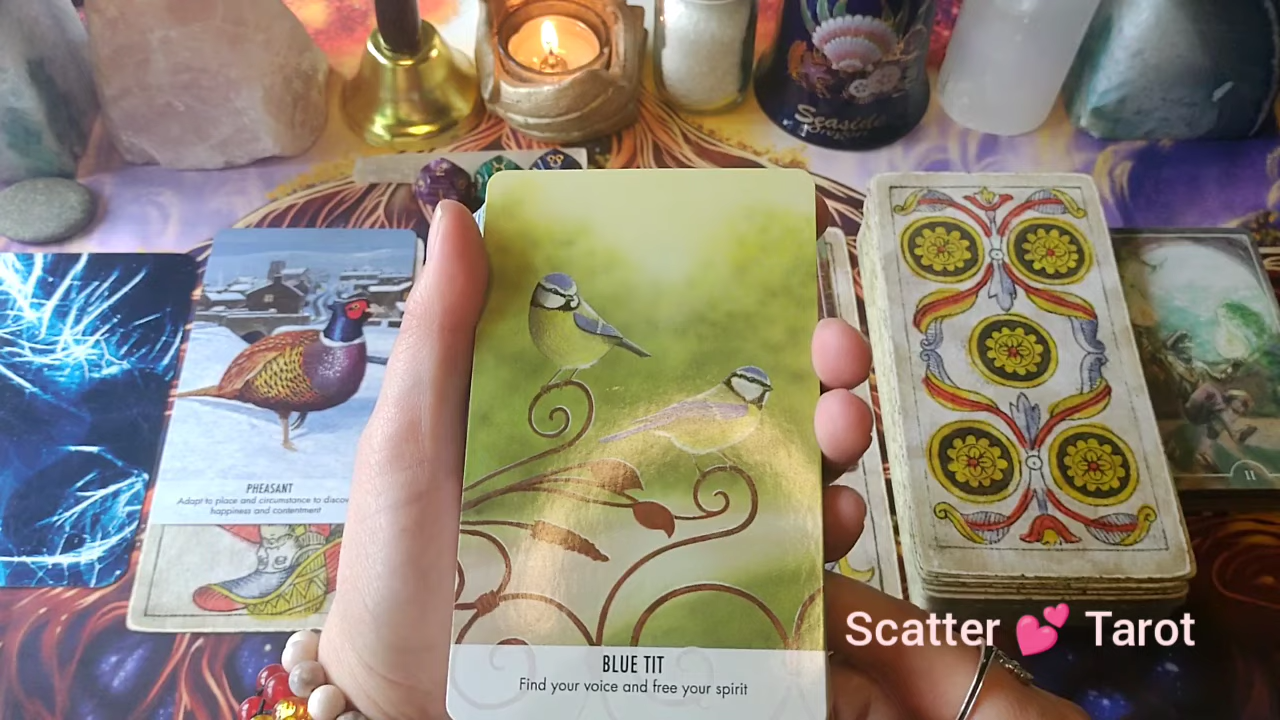 Seaside
PHEASANT
Adapt to place and circumstance to discov
happiness and contentment
II
Scatter 💕 Tarot
BLUE TIT
Find your voice and free your spirit